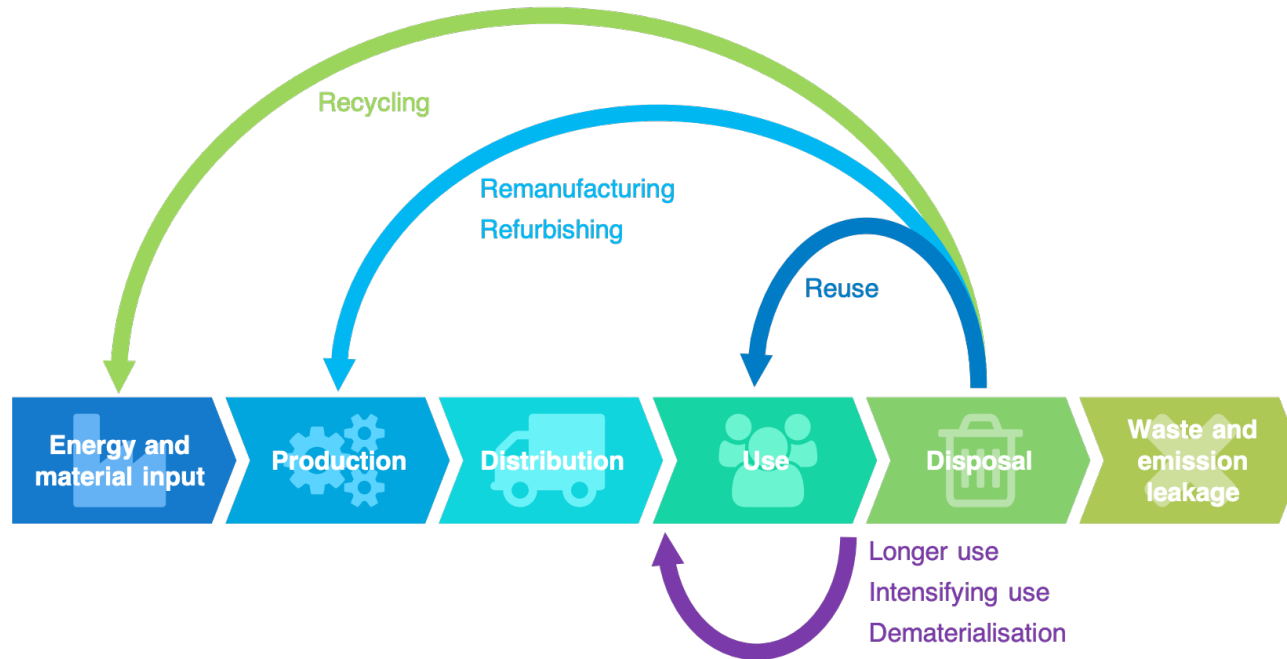 Recycling
Remanufacturing
Refurbishing
Reuse
Energy and
material input
Production
Distribution
Use
Disposal
Waste and
emission
leakage
Longer use
Intensifying use
Dematerialisation